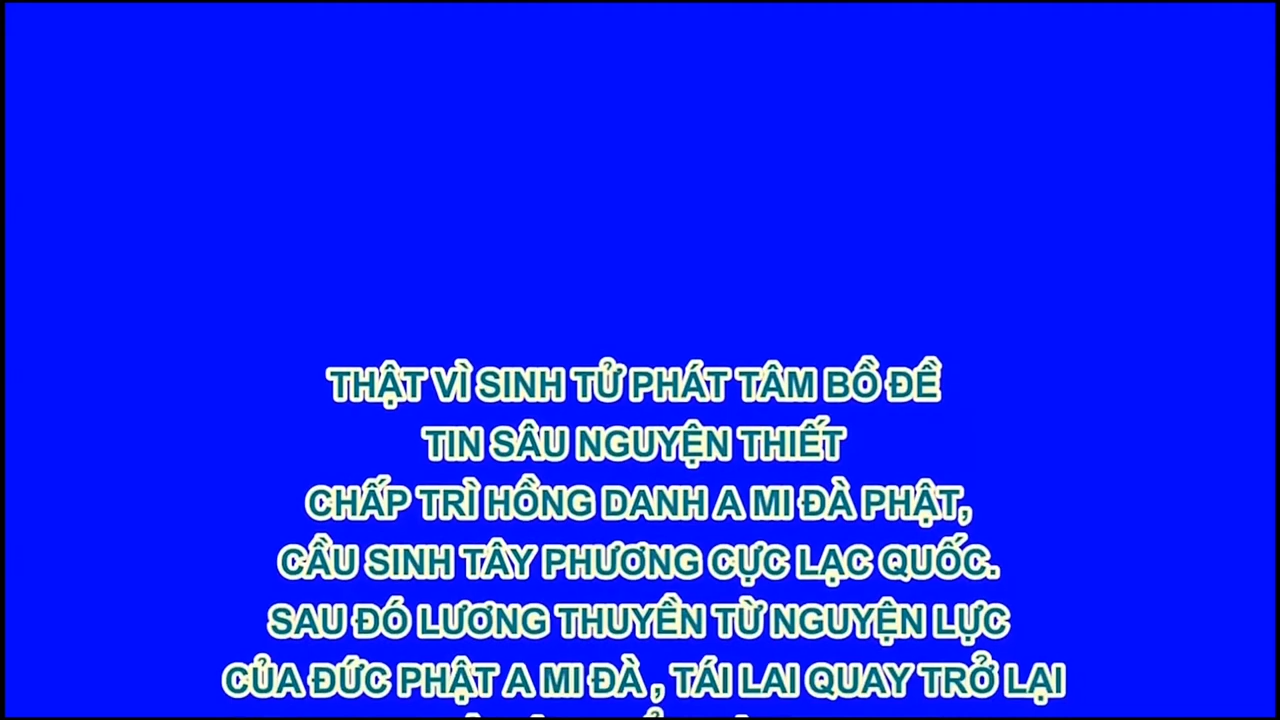 THẬT VÌ SINH TỬ PHÁT TÂM BỒ ĐỀ
TIN SÂU NGUYỆN THIẾT
CHẤP TRÌ HỒNG DANH A MI ĐÀ PHẬT,
CẦU SINH TÂY PHƯƠNG CỰC LẠC QUỐC.
SAU ĐÓ LƯƠNG THUYỀN TỪ NGUYỆN LỰC
CỦA ĐỨC PHẬT A MI ĐÀ , TÁI LAI QUAY TRỞ LẠI